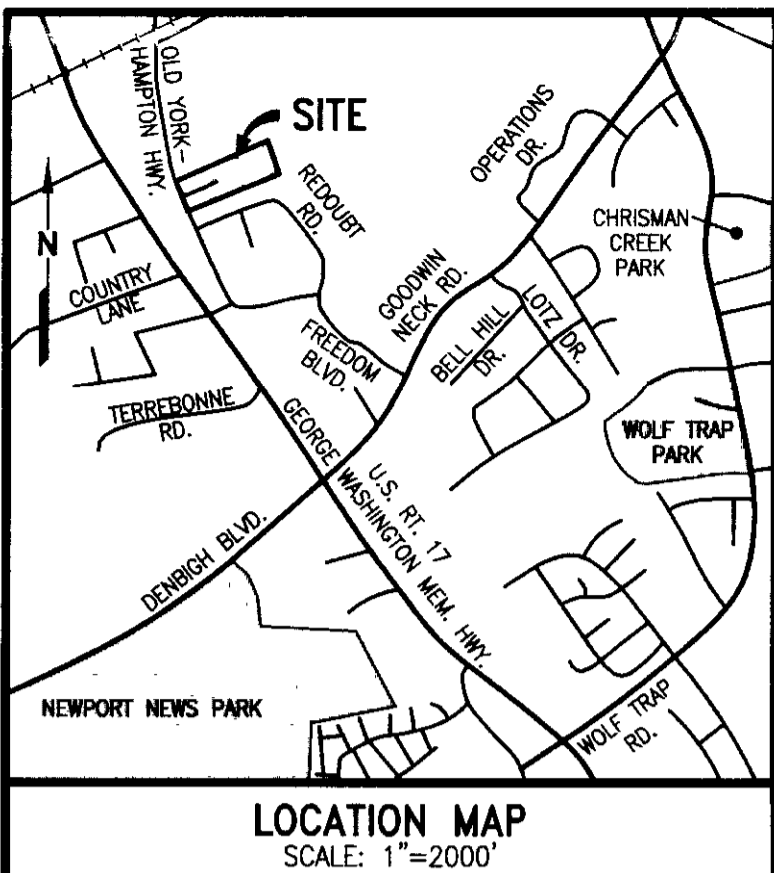 OLD YORK-
HAMPTON HWY.
SITE
REDOUBT
RD.
OPERATIONS
DR.
CHRISMAN
CREEK
PARK
N
COUNTRY
LANE
GOODWIN
NECK RD.
FREEDOM
BLVD.
BELL HILL
DR.
LOTZ DR.
TERREBONNE
RD.
WOLF TRAP
PARK
GEORGE WASHINGTON MEM. HWY.
U.S. RT. 17
DENBIGH BLVD.
NEWPORT NEWS PARK
WOLF TRAP
RD.
LOCATION MAP
SCALE: 1"=2000'